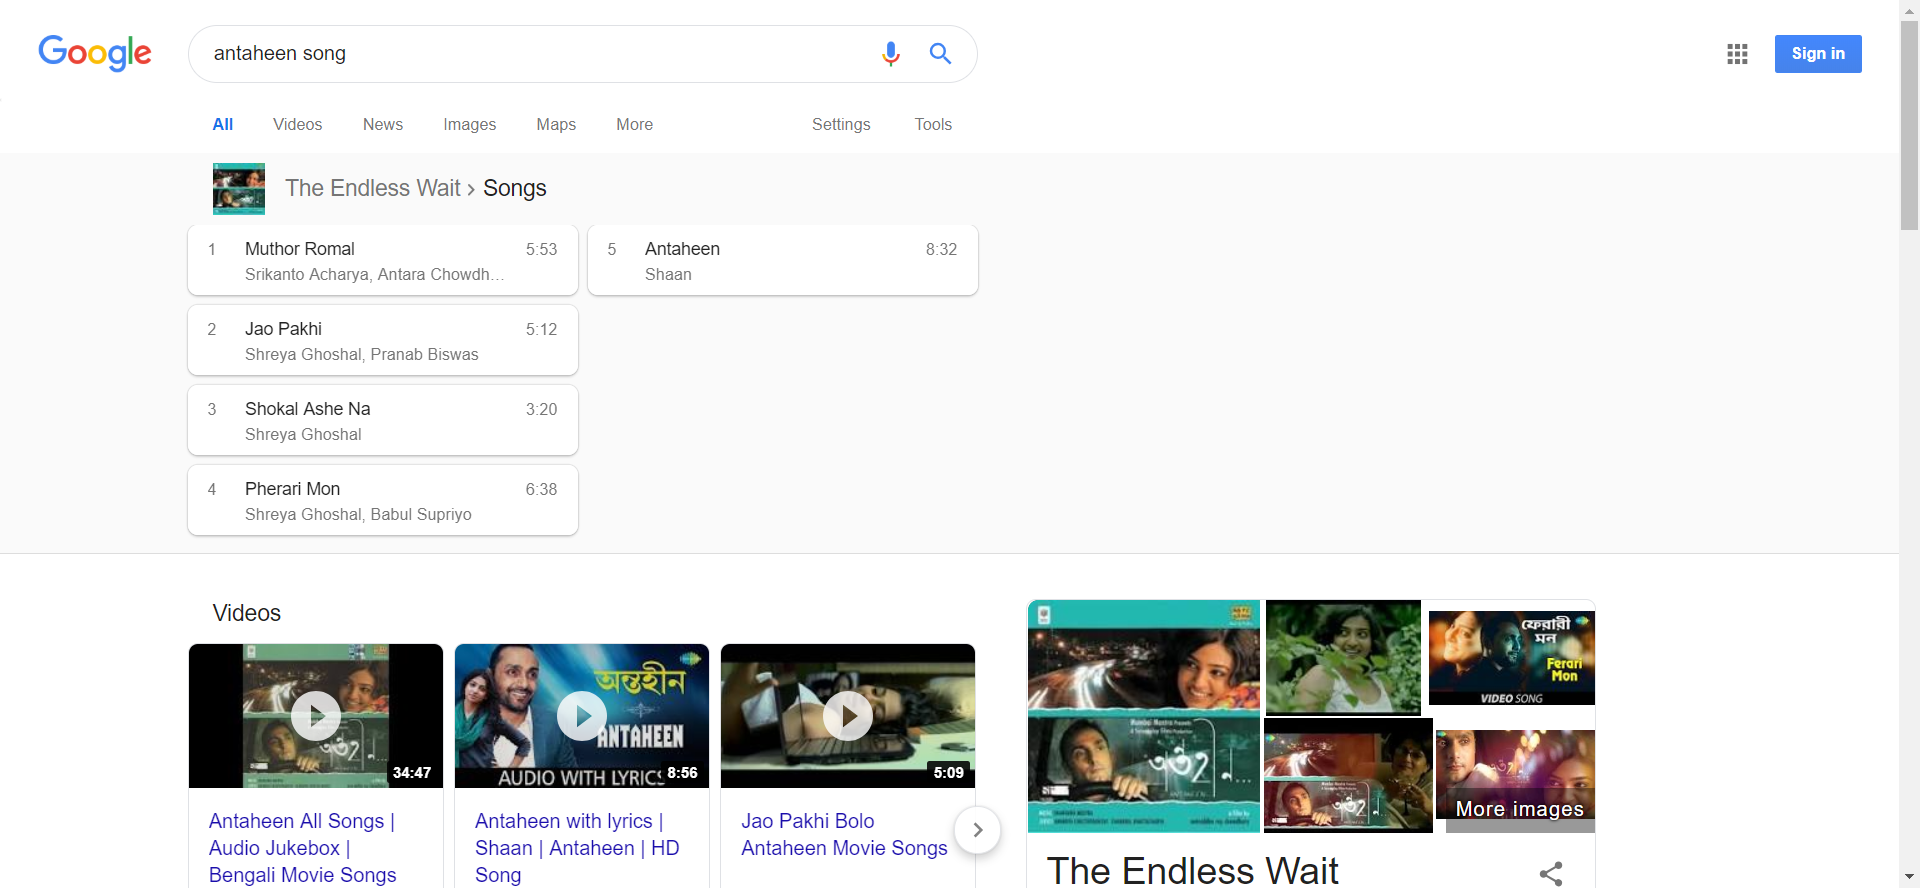 Google
antaheen song
Sign in
All Videos News Images Maps More Settings Tools
The Endless Wait › Songs
1 Muthor Romal 5:53
Srikanto Acharya, Antara Chowdh...
2 Jao Pakhi 5:12
Shreya Ghoshal, Pranab Biswas
3 Shokal Ashe Na 3:20
Shreya Ghoshal
4 Pherari Mon 6:38
Shreya Ghoshal, Babul Supriyo
5 Antaheen 8:32
Shaan
Videos
34:47
Antaheen All Songs |
Audio Jukebox |
Bengali Movie Songs
অন্তহীন
ANTAHEEN
AUDIO WITH LYRICS
8:56
Antaheen with lyrics |
Shaan | Antaheen | HD
Song
5:09
Jao Pakhi Bolo
Antaheen Movie Songs
ফেরারী
মন
Ferari
Mon
VIDEO SONG
More images
The Endless Wait